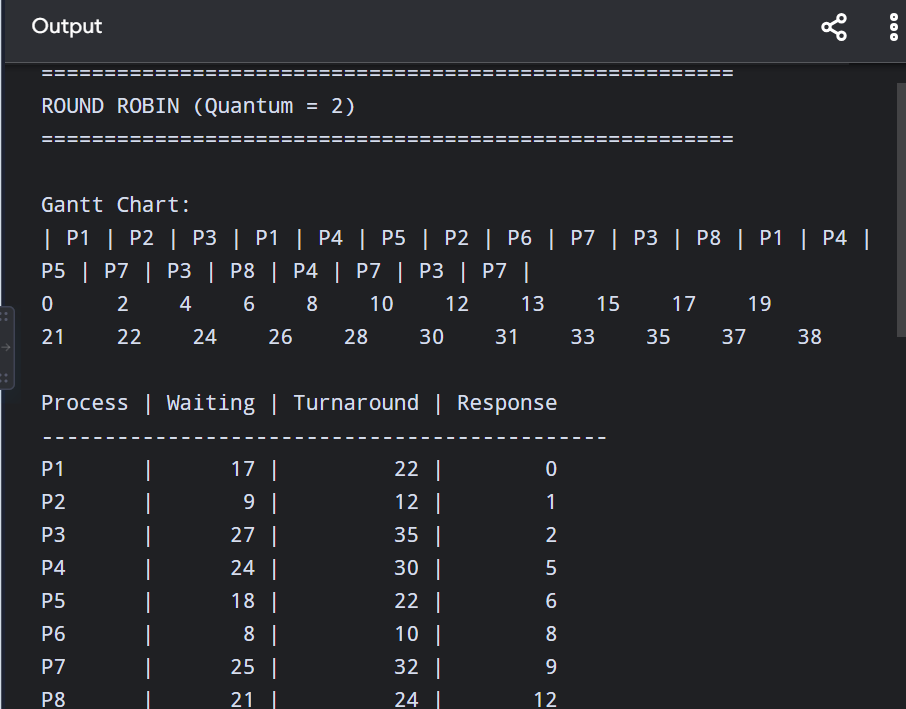 Output
=======================================================
ROUND ROBIN (Quantum = 2)
=======================================================
Gantt Chart:
| P1 | P2 | P3 | P1 | P4 | P5 | P2 | P6 | P7 | P3 | P8 | P1 | P4 |
P5 | P7 | P3 | P8 | P4 | P7 | P3 | P7 |
0     2    4    6    8    10    12    13    15    17    19
21    22    24    26    28    30    31    33    35    37    38
Process | Waiting | Turnaround | Response
---------------------------------------------
P1      |      17 |         22 |        0
P2      |       9 |         12 |        1
P3      |      27 |         35 |        2
P4      |      24 |         30 |        5
P5      |      18 |         22 |        6
P6      |       8 |         10 |        8
P7      |      25 |         32 |        9
P8      |      21 |         24 |       12